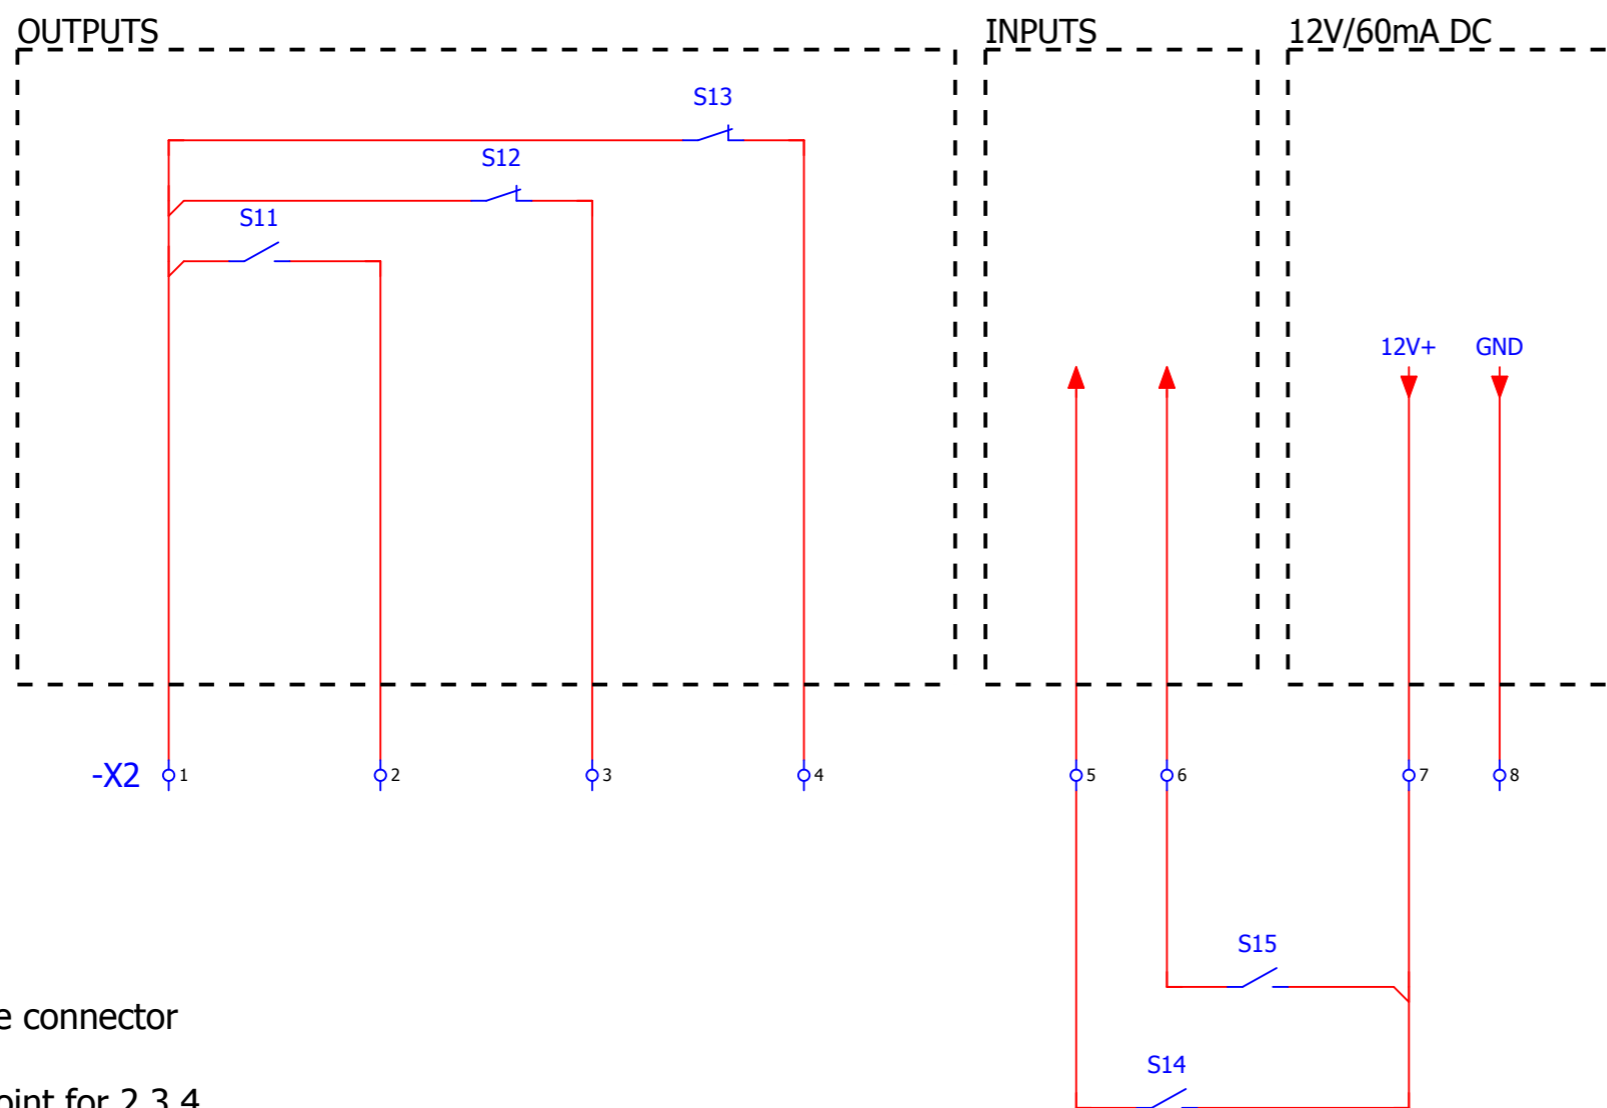 OUTPUTS INPUTS 12V/60mA DC
S13
S12
S11
12V+ GND
-X2 1 2 3 4 5 6 7 8
S15
connector
S14
for 2 3 4